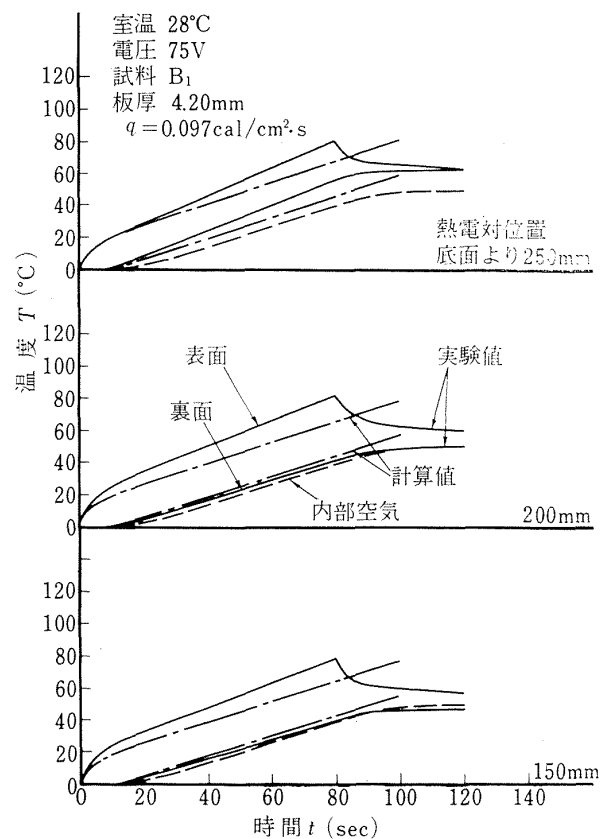 室温 28℃
電圧 75V
試料 B₁
板厚 4.20mm
q=0.097cal/cm²·s
120
100
80
60
40
20
0
熱電対位置
底面より250mm
120
100
80
60
40
20
0
表面
裏面
実験値
計算値
内部空気
200mm
温度 T (℃)
120
100
80
60
40
20
0
150mm
0 20 40 60 80 100 120 140
時間 t (sec)